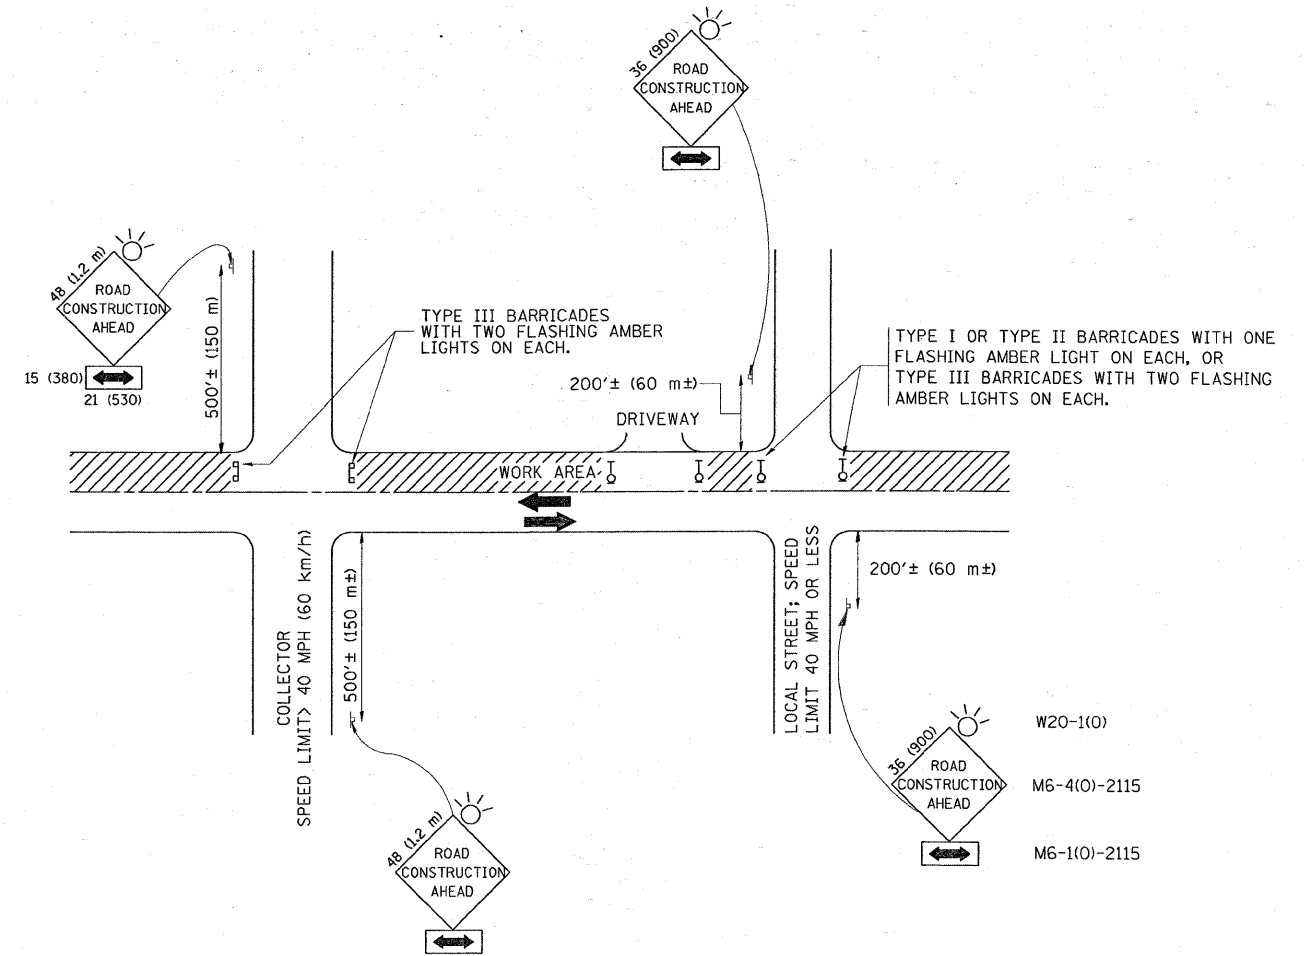 36 (900)
ROAD
CONSTRUCTION
AHEAD
48 (1.2 m)
ROAD
CONSTRUCTION
AHEAD
15 (380)
21 (530)
500'± (150 m)
TYPE III BARRICADES
WITH TWO FLASHING AMBER
LIGHTS ON EACH.
200'± (60 m±)
DRIVEWAY
TYPE I OR TYPE II BARRICADES WITH ONE
FLASHING AMBER LIGHT ON EACH, OR
TYPE III BARRICADES WITH TWO FLASHING
AMBER LIGHTS ON EACH.
WORK AREA
COLLECTOR
SPEED LIMIT> 40 MPH (60 km/h)
500'± (150 m±)
LOCAL STREET; SPEED
LIMIT 40 MPH OR LESS
200'± (60 m±)
48 (1.2 m)
ROAD
CONSTRUCTION
AHEAD
36 (900)
ROAD
CONSTRUCTION
AHEAD
W20-1(O)
M6-4(O)-2115
M6-1(O)-2115